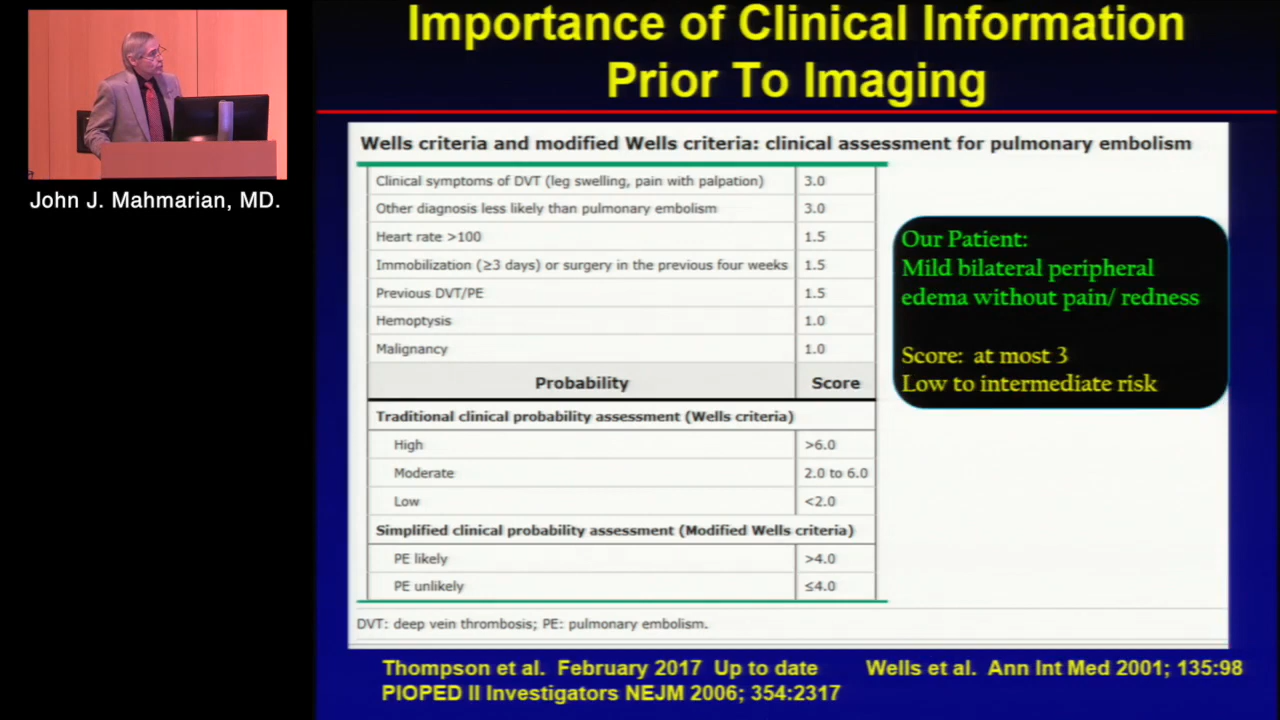 Importance of Clinical Information
Prior To Imaging
John J. Mahmarian, MD.
Wells criteria and modified Wells criteria: clinical assessment for pulmonary embolism
Clinical symptoms of DVT (leg swelling, pain with palpation) 3.0
Other diagnosis less likely than pulmonary embolism 3.0
Heart rate >100 1.5
Immobilization (≥3 days) or surgery in the previous four weeks 1.5
Previous DVT/PE 1.5
Hemoptysis 1.0
Malignancy 1.0
Probability Score
Traditional clinical probability assessment (Wells criteria)
High >6.0
Moderate 2.0 to 6.0
Low <2.0
Simplified clinical probability assessment (Modified Wells criteria)
PE likely >4.0
PE unlikely ≤4.0
DVT: deep vein thrombosis; PE: pulmonary embolism.
Our Patient:
Mild bilateral peripheral
edema without pain/ redness
Score: at most 3
Low to intermediate risk
Thompson et al. February 2017 Up to date Wells et al. Ann Int Med 2001; 135:98
PIOPED II Investigators NEJM 2006; 354:2317